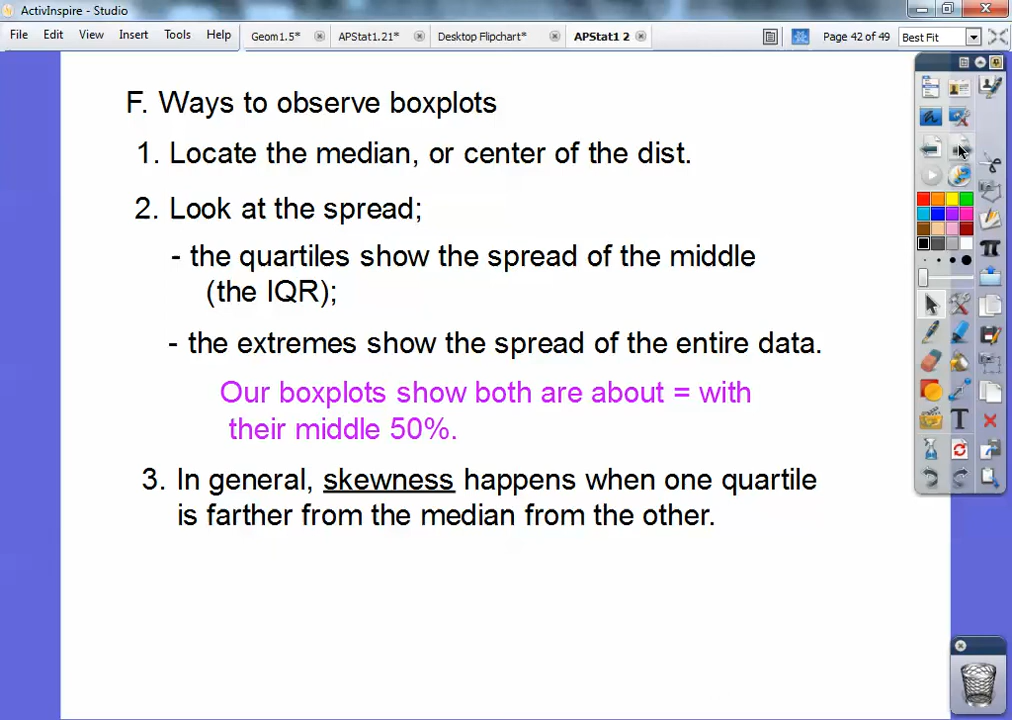 ActivInspire - Studio
File Edit View Insert Tools Help
Geom1.5* APStat1.21* Desktop Flipchart* APStat1 2
Page 42 of 49 Best Fit
F. Ways to observe boxplots
1. Locate the median, or center of the dist.
2. Look at the spread;
- the quartiles show the spread of the middle
(the IQR);
- the extremes show the spread of the entire data.
Our boxplots show both are about = with
their middle 50%.
3. In general, skewness happens when one quartile
is farther from the median from the other.